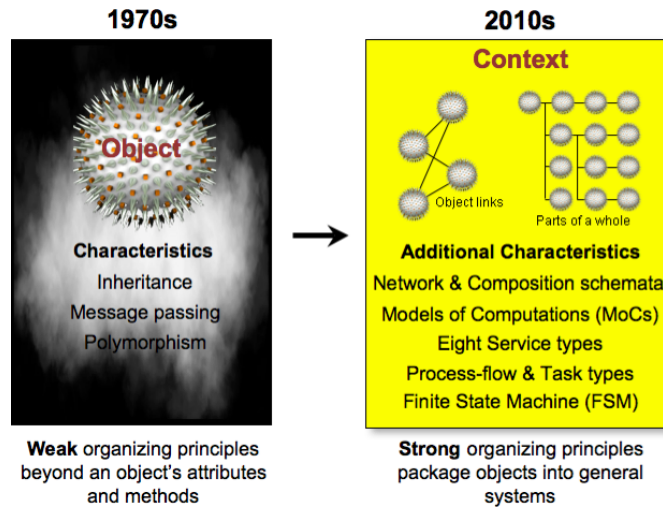 1970s
Object
Characteristics
Inheritance
Message passing
Polymorphism
Weak organizing principles
beyond an object's attributes
and methods
2010s
Context
Object links
Parts of a whole
Additional Characteristics
Network & Composition schemata
Models of Computations (MoCs)
Eight Service types
Process-flow & Task types
Finite State Machine (FSM)
Strong organizing principles
package objects into general
systems